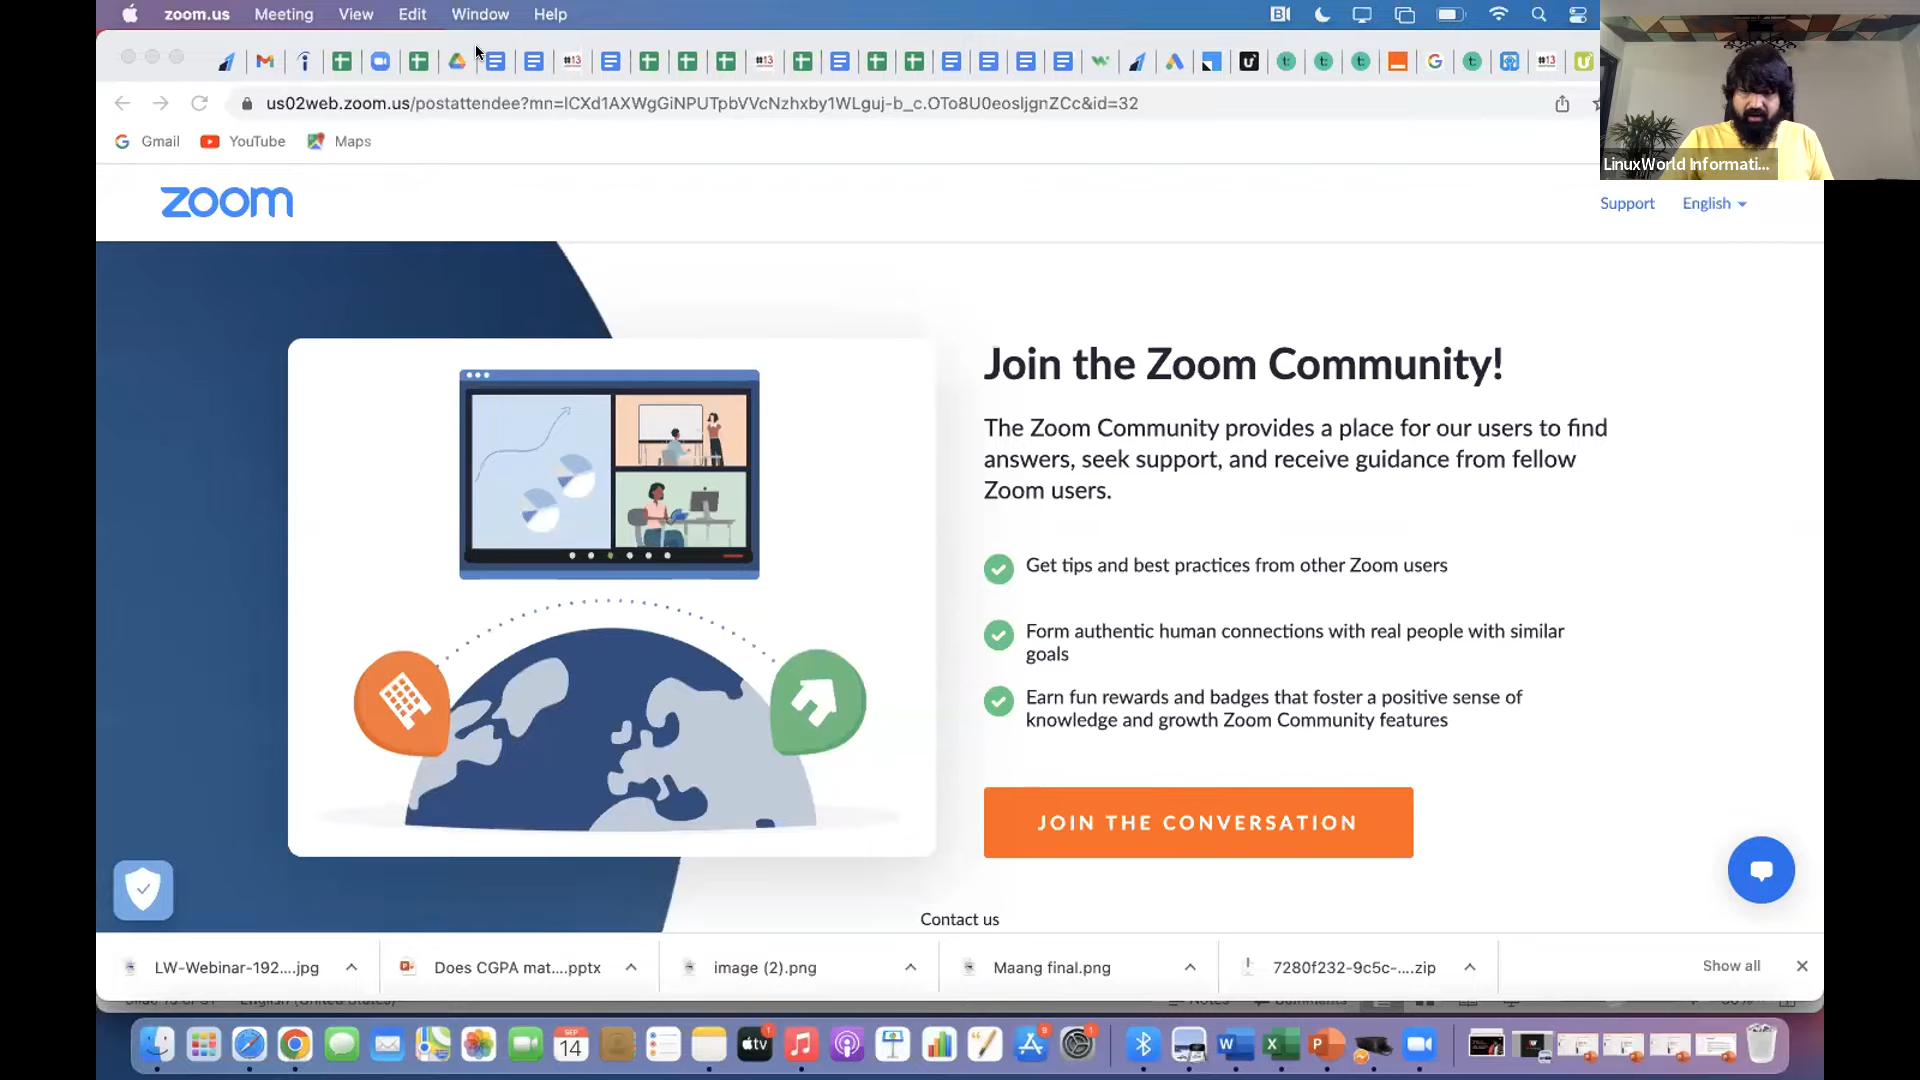 zoom.us Meeting View Edit Window Help
us02web.zoom.us/postattendee?mn=lCXd1AXWgGiNPUTpbVVcNzhxby1WLguj-b_c.OTo8U0eosljgnZCc&id=32
Gmail YouTube Maps
LinuxWorld Informati...
zoom
Support English
Join the Zoom Community!
The Zoom Community provides a place for our users to find
answers, seek support, and receive guidance from fellow
Zoom users.
Get tips and best practices from other Zoom users
Form authentic human connections with real people with similar
goals
Earn fun rewards and badges that foster a positive sense of
knowledge and growth Zoom Community features
JOIN THE CONVERSATION
Contact us
LW-Webinar-192....jpg Does CGPA mat....pptx image (2).png Maang final.png 7280f232-9c5c-....zip Show all
SEP
14
tv